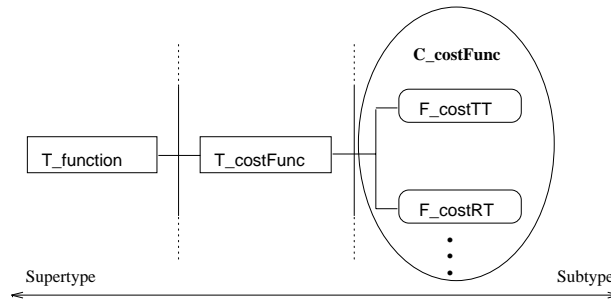 C_costFunc
F_costTT
T_function
T_costFunc
F_costRT
Supertype
Subtype